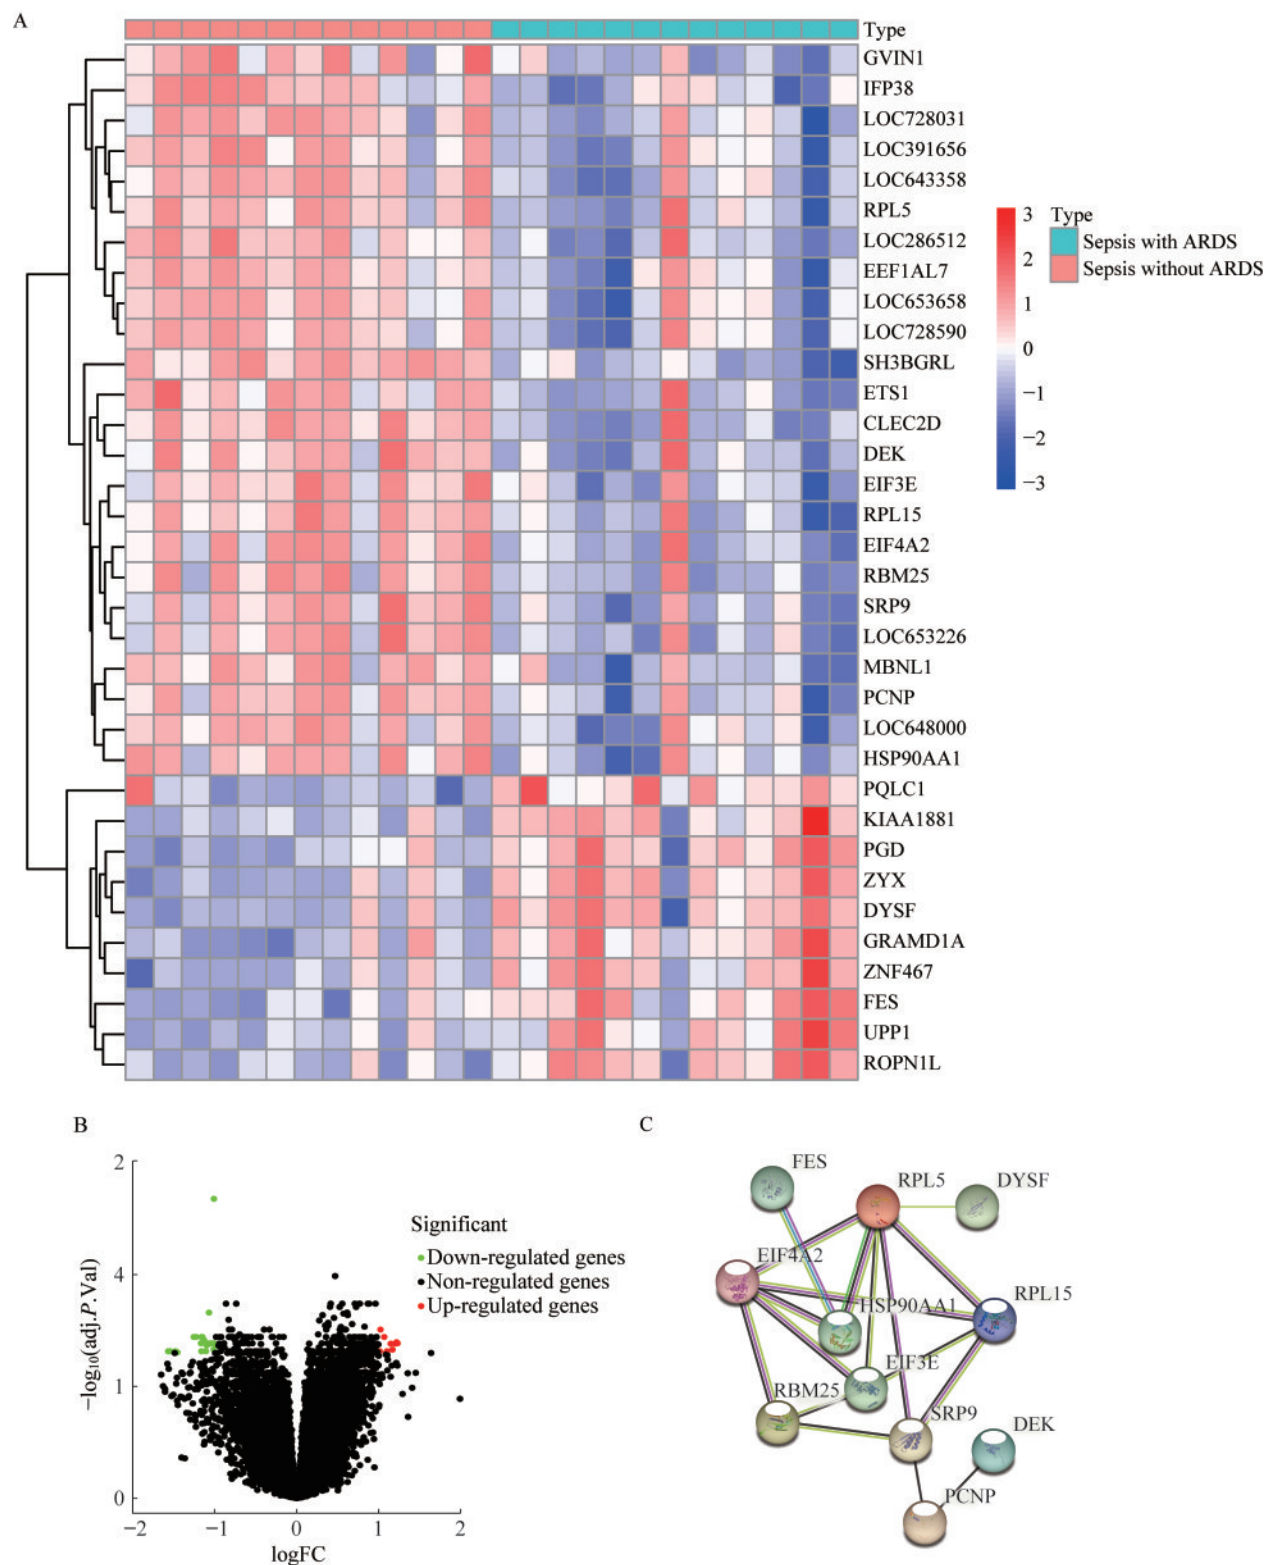 A
Type
GVIN1
IFP38
LOC728031
LOC391656
LOC643358
RPL5
LOC286512
EEF1AL7
LOC653658
LOC728590
SH3BGRL
ETS1
CLEC2D
DEK
EIF3E
RPL15
EIF4A2
RBM25
SRP9
LOC653226
MBNL1
PCNP
LOC648000
HSP90AA1
PQLC1
KIAA1881
PGD
ZYX
DYSF
GRAMD1A
ZNF467
FES
UPP1
ROPN1L
3
2
1
0
−1
−2
−3
Type
Sepsis with ARDS
Sepsis without ARDS
B
2
4
1
0
−log₁₀(adj.P.Val)
−2 −1 0 1 2
logFC
Significant
Down-regulated genes
Non-regulated genes
Up-regulated genes
C
FES
RPL5
DYSF
EIF4A2
HSP90AA1
RPL15
EIF3E
RBM25
SRP9
DEK
PCNP